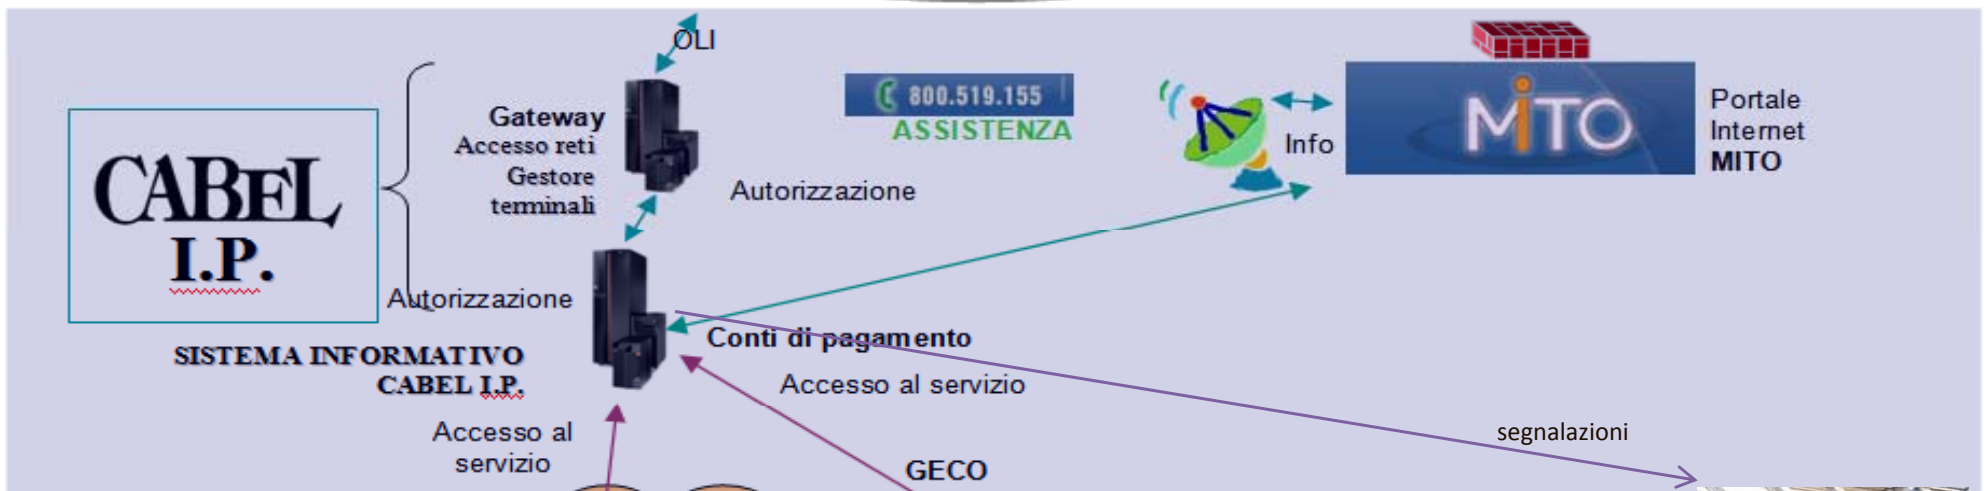 OLI
Gateway
Accesso reti
Gestore
terminali
800.519.155
ASSISTENZA
Info
MiTO
Portale
Internet
MITO
CABEL
I.P.
Autorizzazione
Autorizzazione
SISTEMA INFORMATIVO
CABEL I.P.
Conti di pagamento
Accesso al servizio
Accesso al
servizio
GECO
segnalazioni